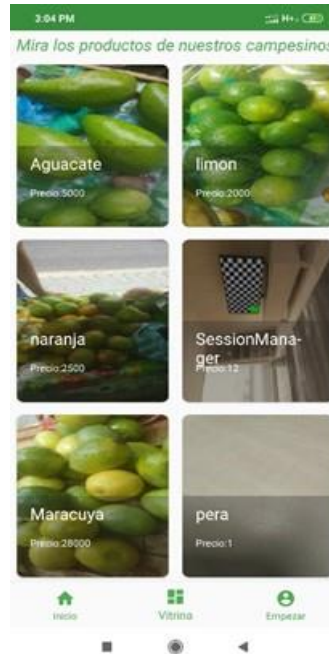 3:04 PM
Mira los productos de nuestros campesinos
Aguacate
Precio:5000
limon
Precio:2000
naranja
Precio:2500
SessionMana-
ger
Precio:12
Maracuya
Precio:28000
pera
Precio:1
Inicio
Vitrina
Empezar